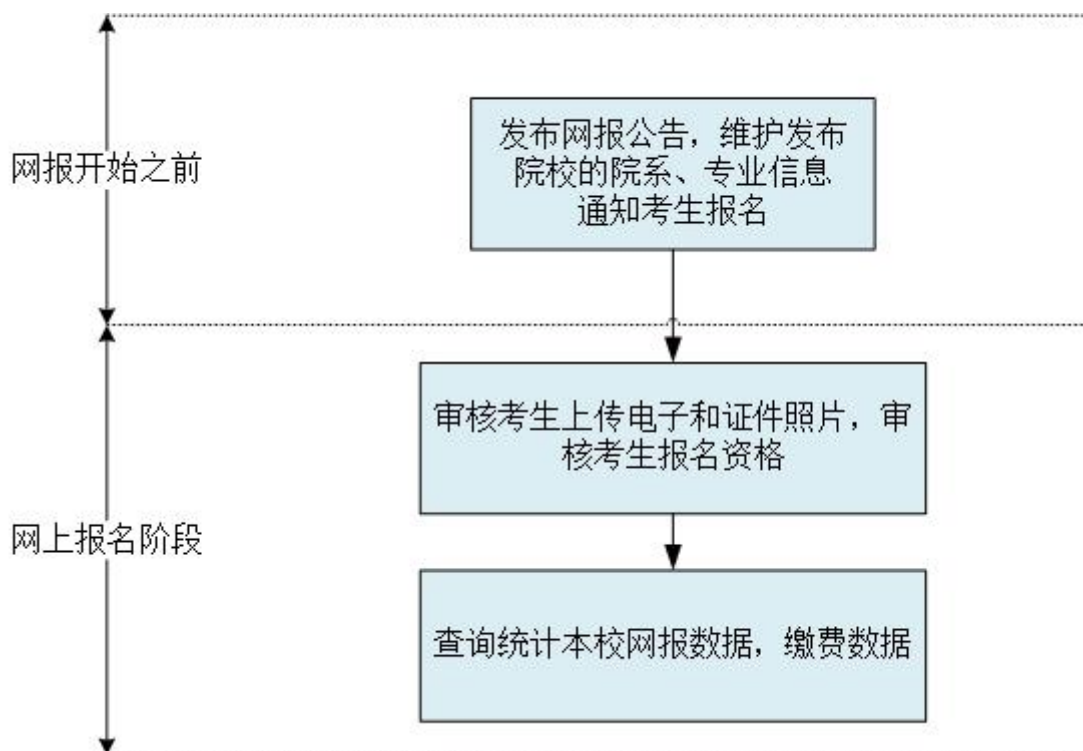 网报开始之前
发布网报公告，维护发布
院校的院系、专业信息
通知考生报名
网上报名阶段
审核考生上传电子和证件照片，审
核考生报名资格
查询统计本校网报数据，缴费数据